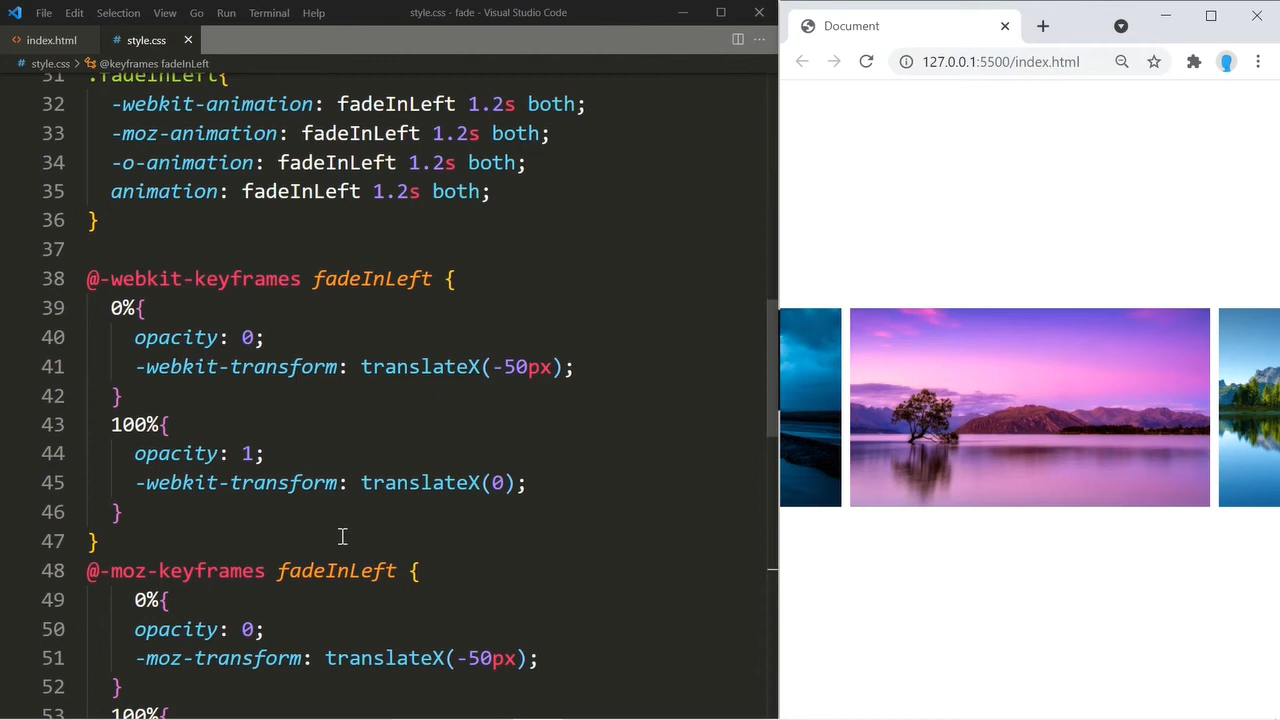 File Edit Selection View Go Run Terminal Help style.css - fade - Visual Studio Code
index.html style.css
style.css > @keyframes fadeInLeft
31 .fadeInLeft{
32 -webkit-animation: fadeInLeft 1.2s both;
33 -moz-animation: fadeInLeft 1.2s both;
34 -o-animation: fadeInLeft 1.2s both;
35 animation: fadeInLeft 1.2s both;
36 }
37
38 @-webkit-keyframes fadeInLeft {
39 0%{
40 opacity: 0;
41 -webkit-transform: translateX(-50px);
42 }
43 100%{
44 opacity: 1;
45 -webkit-transform: translateX(0);
46 }
47 }
48 @-moz-keyframes fadeInLeft {
49 0%{
50 opacity: 0;
51 -moz-transform: translateX(-50px);
52 }
53 100%{
Document
127.0.0.1:5500/index.html